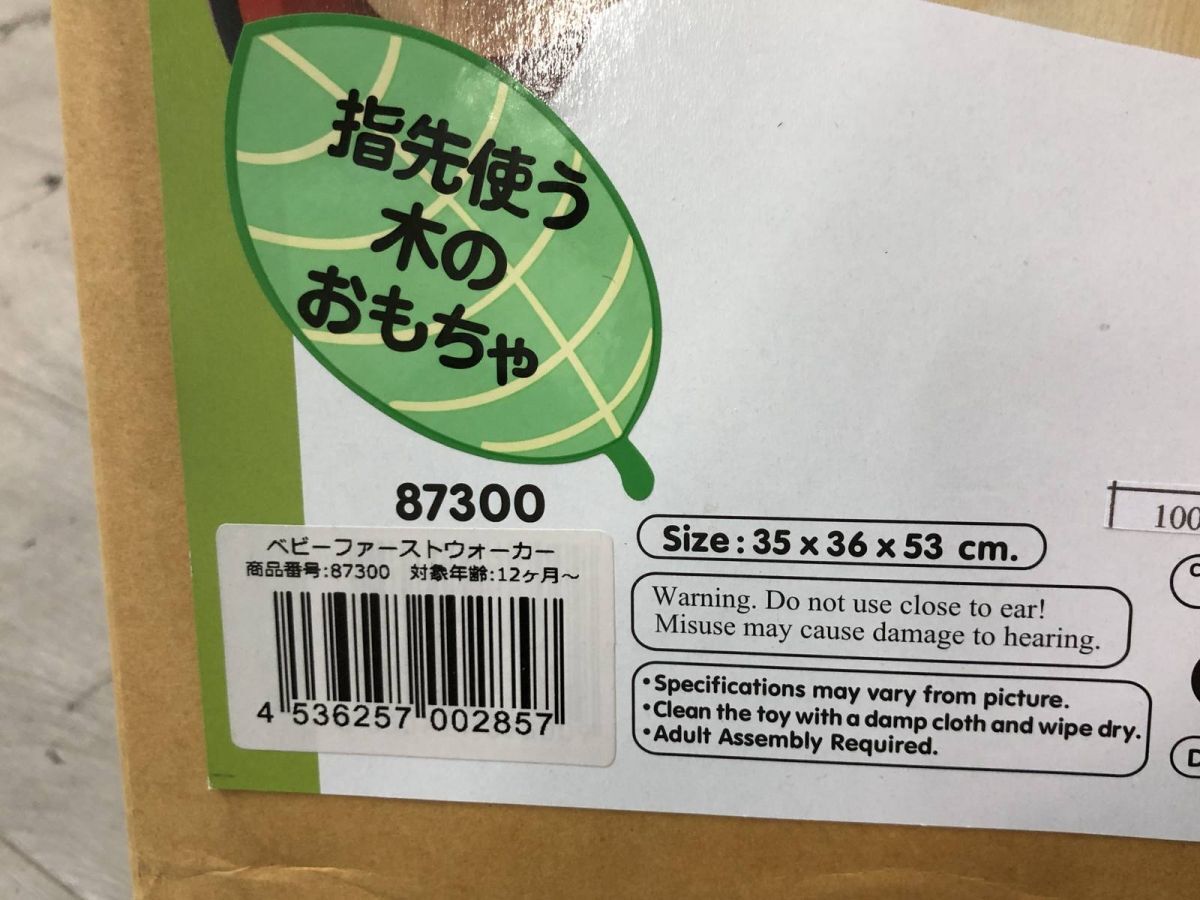 指先使う
木の
おもちゃ
87300
ベビーファーストウォーカー
商品番号:87300 対象年齢:12ヶ月～
4 536257 002857
Size : 35 x 36 x 53 cm.
Warning. Do not use close to ear!
Misuse may cause damage to hearing.
•Specifications may vary from picture.
•Clean the toy with a damp cloth and wipe dry.
•Adult Assembly Required.
100